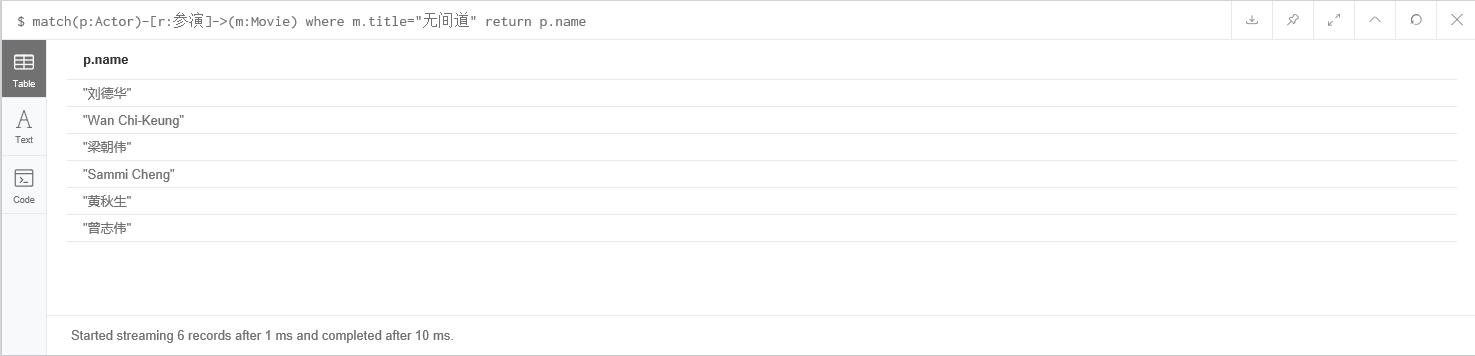 $ match(p:Actor)-[r:参演]->(m:Movie) where m.title="无间道" return p.name
Table
Text
Code
p.name
"刘德华"
"Wan Chi-Keung"
"梁朝伟"
"Sammi Cheng"
"黄秋生"
"曾志伟"
Started streaming 6 records after 1 ms and completed after 10 ms.